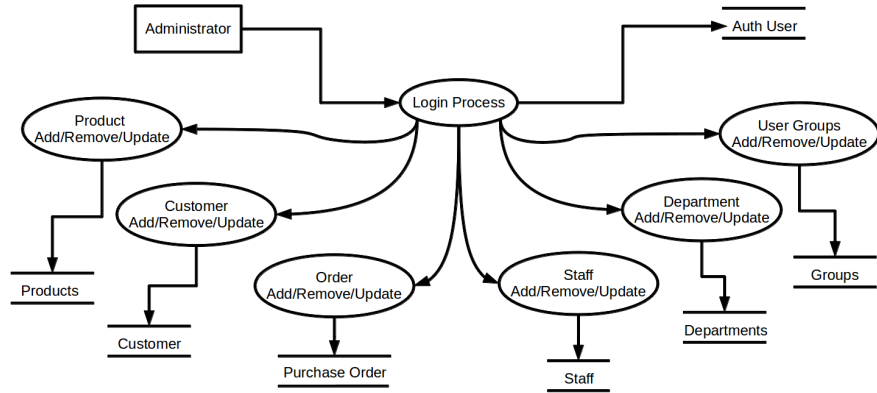 Administrator
Auth User
Login Process
Product
Add/Remove/Update
User Groups
Add/Remove/Update
Customer
Add/Remove/Update
Department
Add/Remove/Update
Order
Add/Remove/Update
Staff
Add/Remove/Update
Products
Groups
Customer
Departments
Purchase Order
Staff